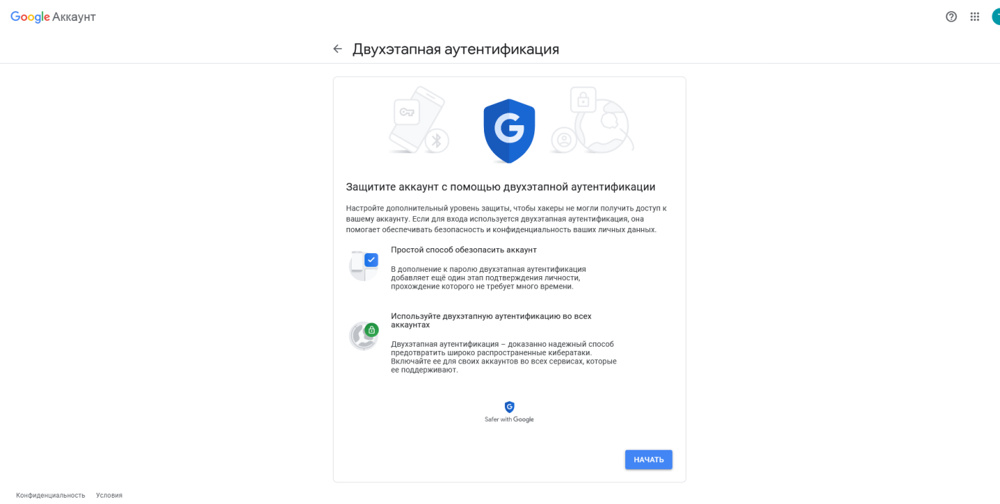 Google Аккаунт
Двухэтапная аутентификация
Защитите аккаунт с помощью двухэтапной аутентификации
Настройте дополнительный уровень защиты, чтобы хакеры не могли получить доступ к
вашему аккаунту. Если для входа используется двухэтапная аутентификация, она
помогает обеспечивать безопасность и конфиденциальность ваших личных данных.
Простой способ обезопасить аккаунт
В дополнение к паролю двухэтапная аутентификация
добавляет ещё один этап подтверждения личности,
прохождение которого не требует много времени.
Используйте двухэтапную аутентификацию во всех
аккаунтах
Двухэтапная аутентификация – доказанно надежный способ
предотвратить широко распространенные кибератаки.
Включайте ее для своих аккаунтов во всех сервисах, которые
ее поддерживают.
Safer with Google
НАЧАТЬ
Конфиденциальность Условия